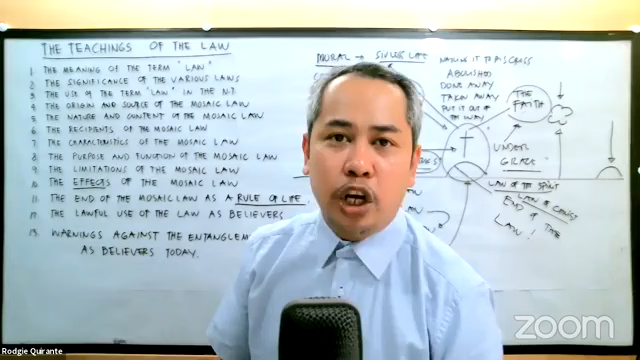 THE TEACHINGS OF THE LAW
1. THE MEANING OF THE TERM "LAW"
2. THE SIGNIFICANCE OF THE VARIOUS LAWS
3. THE USE OF THE TERM "LAW" IN THE N.T.
4. THE ORIGIN AND SOURCE OF THE MOSAIC LAW
5. THE NATURE AND CONTENT OF THE MOSAIC LAW
6. THE RECIPIENTS OF THE MOSAIC LAW
7. THE CHARACTERISTICS OF THE MOSAIC LAW
8. THE PURPOSE AND FUNCTION OF THE MOSAIC LAW
9. THE LIMITATIONS OF THE MOSAIC LAW
10. THE EFFECTS OF THE MOSAIC LAW
11. THE END OF THE MOSAIC LAW AS A RULE OF LIFE
12. THE LAWFUL USE OF THE LAW AS BELIEVERS
13. WARNINGS AGAINST THE ENTANGLEM
AS BELIEVERS TODAY.
MORAL → SINLESS LIFE
NAILING IT TO A CROSS
ABOLISHED
DONE AWAY
TAKEN AWAY
PUT IT OUT OF
THE WAY
THE
FAITH
UNDER
GRACE
LAW OF THE SPIRIT
LAW OF CHRIST
END OF THE
LAW!
Rodgie Quirante
zoom